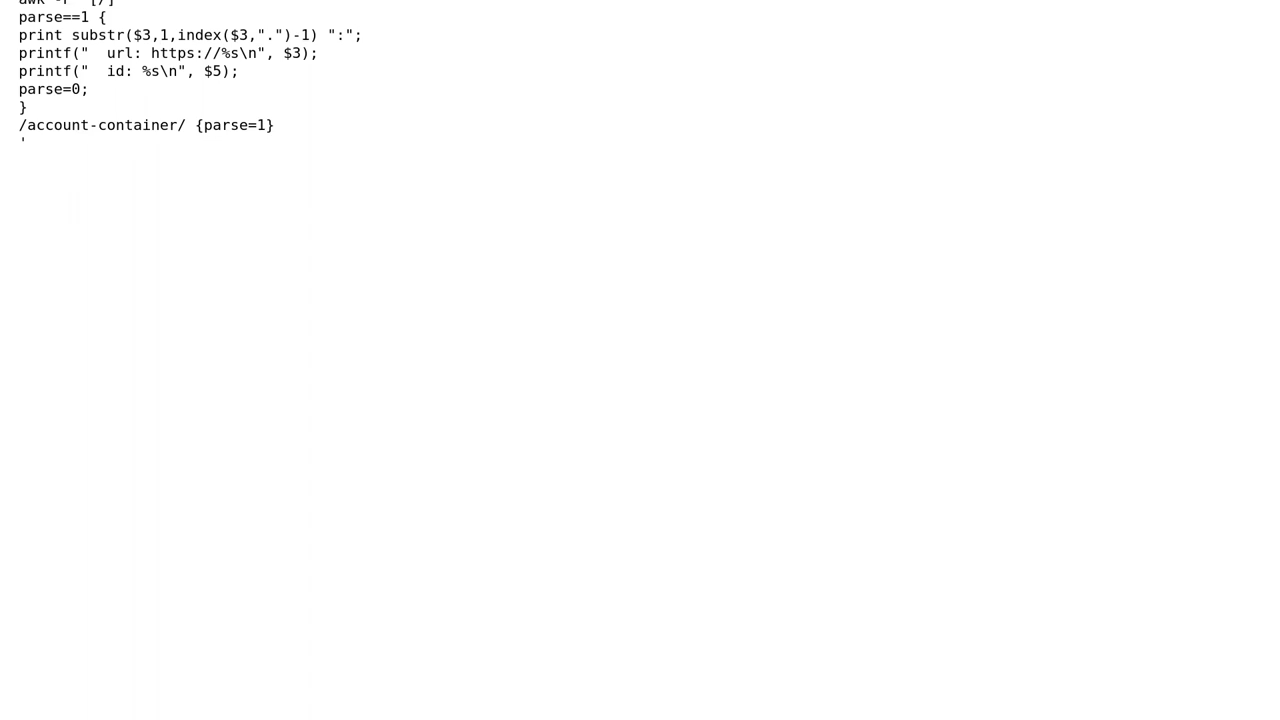 awk -F '[/]'
parse==1 {
print substr($3,1,index($3,".")-1) ":";
printf("  url: https://%s\n", $3);
printf("  id: %s\n", $5);
parse=0;
}
/account-container/ {parse=1}
'